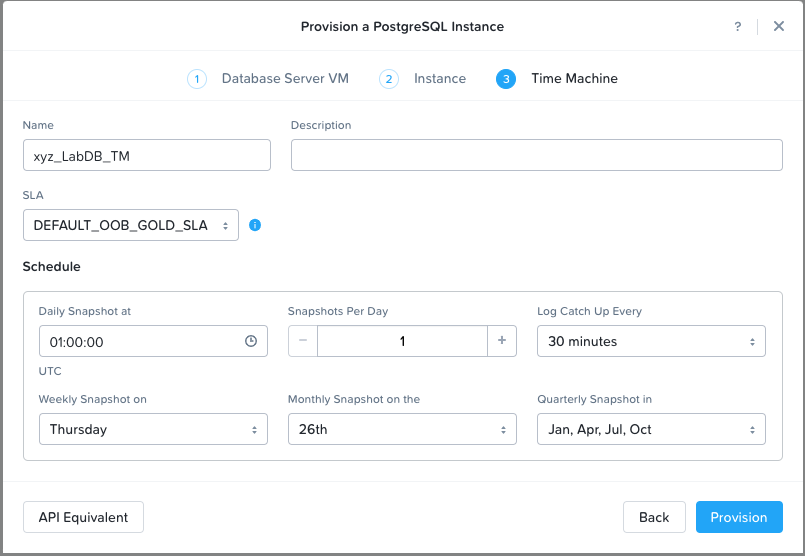 Provision a PostgreSQL Instance
?
1 Database Server VM 2 Instance 3 Time Machine
Name Description
xyz_LabDB_TM
SLA
DEFAULT_OOB_GOLD_SLA i
Schedule
Daily Snapshot at Snapshots Per Day Log Catch Up Every
01:00:00 − 1 + 30 minutes
UTC
Weekly Snapshot on Monthly Snapshot on the Quarterly Snapshot in
Thursday 26th Jan, Apr, Jul, Oct
API Equivalent Back Provision